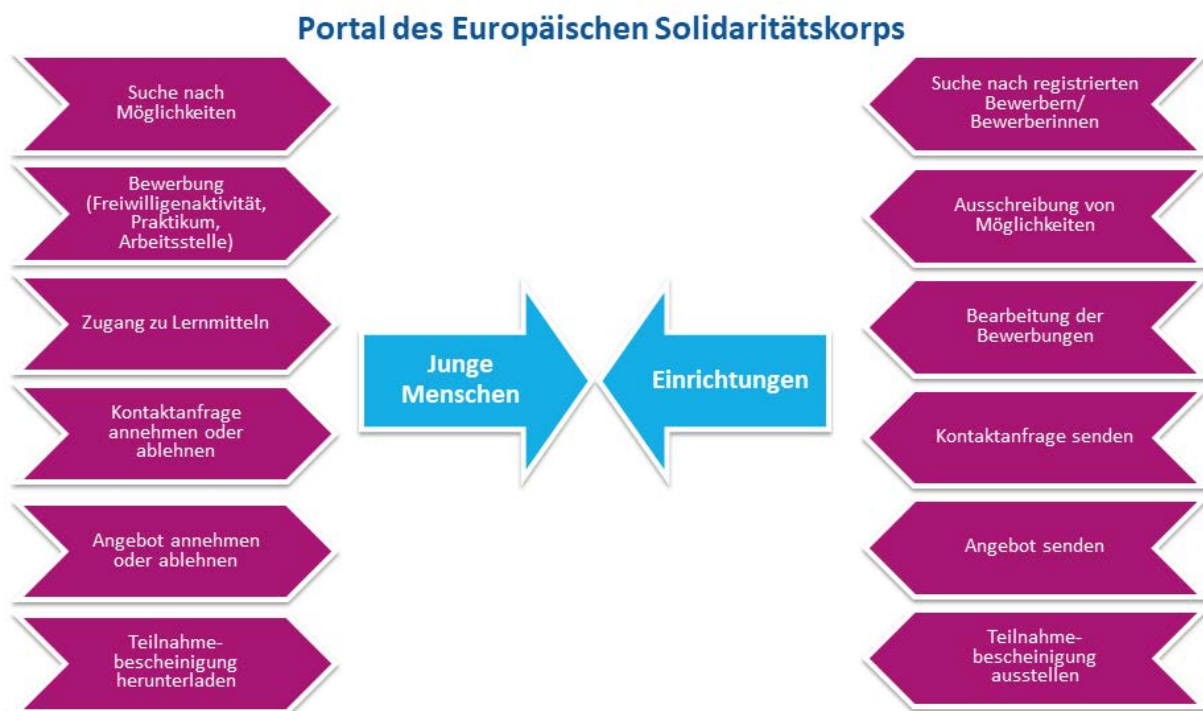 Portal des Europäischen Solidaritätskorps
Suche nach
Möglichkeiten
Bewerbung
(Freiwilligenaktivität,
Praktikum,
Arbeitsstelle)
Zugang zu Lernmitteln
Kontaktanfrage
annehmen oder
ablehnen
Angebot annehmen
oder ablehnen
Teilnahme-
bescheinigung
herunterladen
Junge
Menschen
Einrichtungen
Suche nach registrierten
Bewerbern/
Bewerberinnen
Ausschreibung von
Möglichkeiten
Bearbeitung der
Bewerbungen
Kontaktanfrage senden
Angebot senden
Teilnahme-
bescheinigung
ausstellen